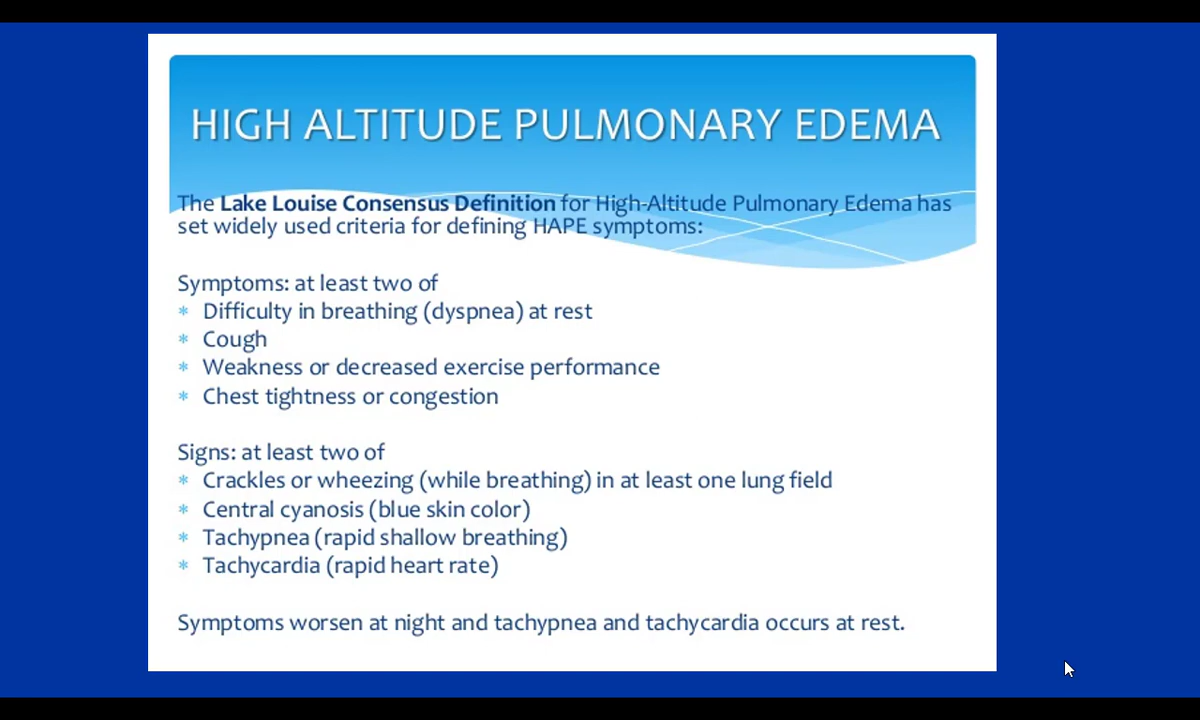 HIGH ALTITUDE PULMONARY EDEMA
The Lake Louise Consensus Definition for High-Altitude Pulmonary Edema has
set widely used criteria for defining HAPE symptoms:
Symptoms: at least two of
* Difficulty in breathing (dyspnea) at rest
* Cough
* Weakness or decreased exercise performance
* Chest tightness or congestion
Signs: at least two of
* Crackles or wheezing (while breathing) in at least one lung field
* Central cyanosis (blue skin color)
* Tachypnea (rapid shallow breathing)
* Tachycardia (rapid heart rate)
Symptoms worsen at night and tachypnea and tachycardia occurs at rest.